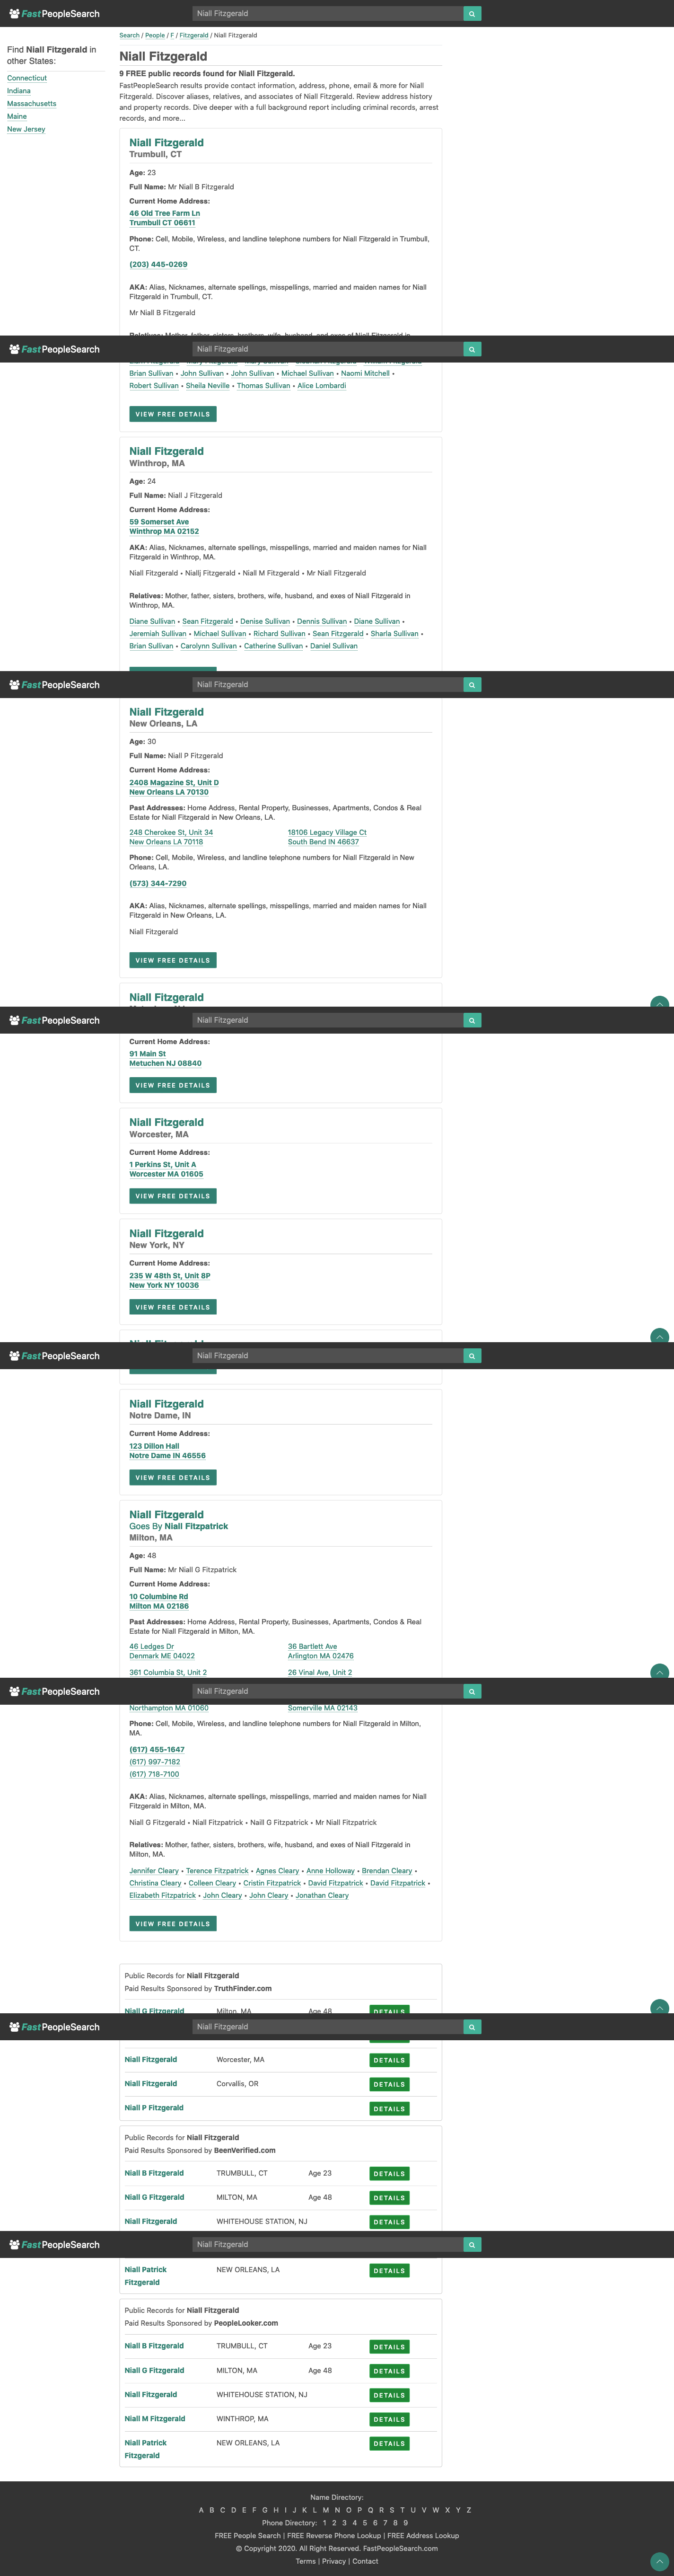 FastPeopleSearch
Niall Fitzgerald
Search / People / F / Fitzgerald / Niall Fitzgerald
Find Niall Fitzgerald in
other States:
Connecticut
Indiana
Massachusetts
Maine
New Jersey
Niall Fitzgerald
9 FREE public records found for Niall Fitzgerald.
FastPeopleSearch results provide contact information, address, phone, email & more for Niall
Fitzgerald. Discover aliases, relatives, and associates of Niall Fitzgerald. Review address history
and property records. Dive deeper with a full background report including criminal records, arrest
records, and more...
Niall Fitzgerald
Trumbull, CT
Age: 23
Full Name: Mr Niall B Fitzgerald
Current Home Address:
46 Old Tree Farm Ln
Trumbull CT 06611
Phone: Cell, Mobile, Wireless, and landline telephone numbers for Niall Fitzgerald in Trumbull,
CT.
(203) 445-0269
AKA: Alias, Nicknames, alternate spellings, misspellings, married and maiden names for Niall
Fitzgerald in Trumbull, CT.
Mr Niall B Fitzgerald
Relatives: Mother, father, sisters, brothers, wife, husband, and exes of Niall Fitzgerald in
FastPeopleSearch
Niall Fitzgerald
Brian Sullivan • John Sullivan • John Sullivan • Michael Sullivan • Naomi Mitchell •
Robert Sullivan • Sheila Neville • Thomas Sullivan • Alice Lombardi
VIEW FREE DETAILS
Niall Fitzgerald
Winthrop, MA
Age: 24
Full Name: Niall J Fitzgerald
Current Home Address:
59 Somerset Ave
Winthrop MA 02152
AKA: Alias, Nicknames, alternate spellings, misspellings, married and maiden names for Niall
Fitzgerald in Winthrop, MA.
Niall Fitzgerald • Niallj Fitzgerald • Niall M Fitzgerald • Mr Niall Fitzgerald
Relatives: Mother, father, sisters, brothers, wife, husband, and exes of Niall Fitzgerald in
Winthrop, MA.
Diane Sullivan • Sean Fitzgerald • Denise Sullivan • Dennis Sullivan • Diane Sullivan •
Jeremiah Sullivan • Michael Sullivan • Richard Sullivan • Sean Fitzgerald • Sharla Sullivan •
Brian Sullivan • Carolynn Sullivan • Catherine Sullivan • Daniel Sullivan
FastPeopleSearch
Niall Fitzgerald
Niall Fitzgerald
New Orleans, LA
Age: 30
Full Name: Niall P Fitzgerald
Current Home Address:
2408 Magazine St, Unit D
New Orleans LA 70130
Past Addresses: Home Address, Rental Property, Businesses, Apartments, Condos & Real
Estate for Niall Fitzgerald in New Orleans, LA.
248 Cherokee St, Unit 34
New Orleans LA 70118
18106 Legacy Village Ct
South Bend IN 46637
Phone: Cell, Mobile, Wireless, and landline telephone numbers for Niall Fitzgerald in New
Orleans, LA.
(573) 344-7290
AKA: Alias, Nicknames, alternate spellings, misspellings, married and maiden names for Niall
Fitzgerald in New Orleans, LA.
Niall Fitzgerald
VIEW FREE DETAILS
Niall Fitzgerald
FastPeopleSearch
Niall Fitzgerald
Current Home Address:
91 Main St
Metuchen NJ 08840
VIEW FREE DETAILS
Niall Fitzgerald
Worcester, MA
Current Home Address:
1 Perkins St, Unit A
Worcester MA 01605
VIEW FREE DETAILS
Niall Fitzgerald
New York, NY
Current Home Address:
235 W 48th St, Unit 8P
New York NY 10036
VIEW FREE DETAILS
FastPeopleSearch
Niall Fitzgerald
Niall Fitzgerald
Notre Dame, IN
Current Home Address:
123 Dillon Hall
Notre Dame IN 46556
VIEW FREE DETAILS
Niall Fitzgerald
Goes By Niall Fitzpatrick
Milton, MA
Age: 48
Full Name: Mr Niall G Fitzpatrick
Current Home Address:
10 Columbine Rd
Milton MA 02186
Past Addresses: Home Address, Rental Property, Businesses, Apartments, Condos & Real
Estate for Niall Fitzgerald in Milton, MA.
46 Ledges Dr
Denmark ME 04022
36 Bartlett Ave
Arlington MA 02476
361 Columbia St, Unit 2
26 Vinal Ave, Unit 2
FastPeopleSearch
Niall Fitzgerald
Northampton MA 01060
Somerville MA 02143
Phone: Cell, Mobile, Wireless, and landline telephone numbers for Niall Fitzgerald in Milton,
MA.
(617) 455-1647
(617) 997-7182
(617) 718-7100
AKA: Alias, Nicknames, alternate spellings, misspellings, married and maiden names for Niall
Fitzgerald in Milton, MA.
Niall G Fitzgerald • Niall Fitzpatrick • Naill G Fitzpatrick • Mr Niall Fitzpatrick
Relatives: Mother, father, sisters, brothers, wife, husband, and exes of Niall Fitzgerald in
Milton, MA.
Jennifer Cleary • Terence Fitzpatrick • Agnes Cleary • Anne Holloway • Brendan Cleary •
Christina Cleary • Colleen Cleary • Cristin Fitzpatrick • David Fitzpatrick • David Fitzpatrick •
Elizabeth Fitzpatrick • John Cleary • John Cleary • Jonathan Cleary
VIEW FREE DETAILS
Public Records for Niall Fitzgerald
Paid Results Sponsored by TruthFinder.com
Niall G Fitzgerald Milton, MA Age 48 DETAILS
FastPeopleSearch
Niall Fitzgerald
Niall Fitzgerald Worcester, MA DETAILS
Niall Fitzgerald Corvallis, OR DETAILS
Niall P Fitzgerald DETAILS
Public Records for Niall Fitzgerald
Paid Results Sponsored by BeenVerified.com
Niall B Fitzgerald TRUMBULL, CT Age 23 DETAILS
Niall G Fitzgerald MILTON, MA Age 48 DETAILS
Niall Fitzgerald WHITEHOUSE STATION, NJ DETAILS
FastPeopleSearch
Niall Fitzgerald
Niall Patrick NEW ORLEANS, LA DETAILS
Fitzgerald
Public Records for Niall Fitzgerald
Paid Results Sponsored by PeopleLooker.com
Niall B Fitzgerald TRUMBULL, CT Age 23 DETAILS
Niall G Fitzgerald MILTON, MA Age 48 DETAILS
Niall Fitzgerald WHITEHOUSE STATION, NJ DETAILS
Niall M Fitzgerald WINTHROP, MA DETAILS
Niall Patrick NEW ORLEANS, LA DETAILS
Fitzgerald
Name Directory:
A B C D E F G H I J K L M N O P Q R S T U V W X Y Z
Phone Directory: 1 2 3 4 5 6 7 8 9
FREE People Search | FREE Reverse Phone Lookup | FREE Address Lookup
© Copyright 2020. All Right Reserved. FastPeopleSearch.com
Terms | Privacy | Contact